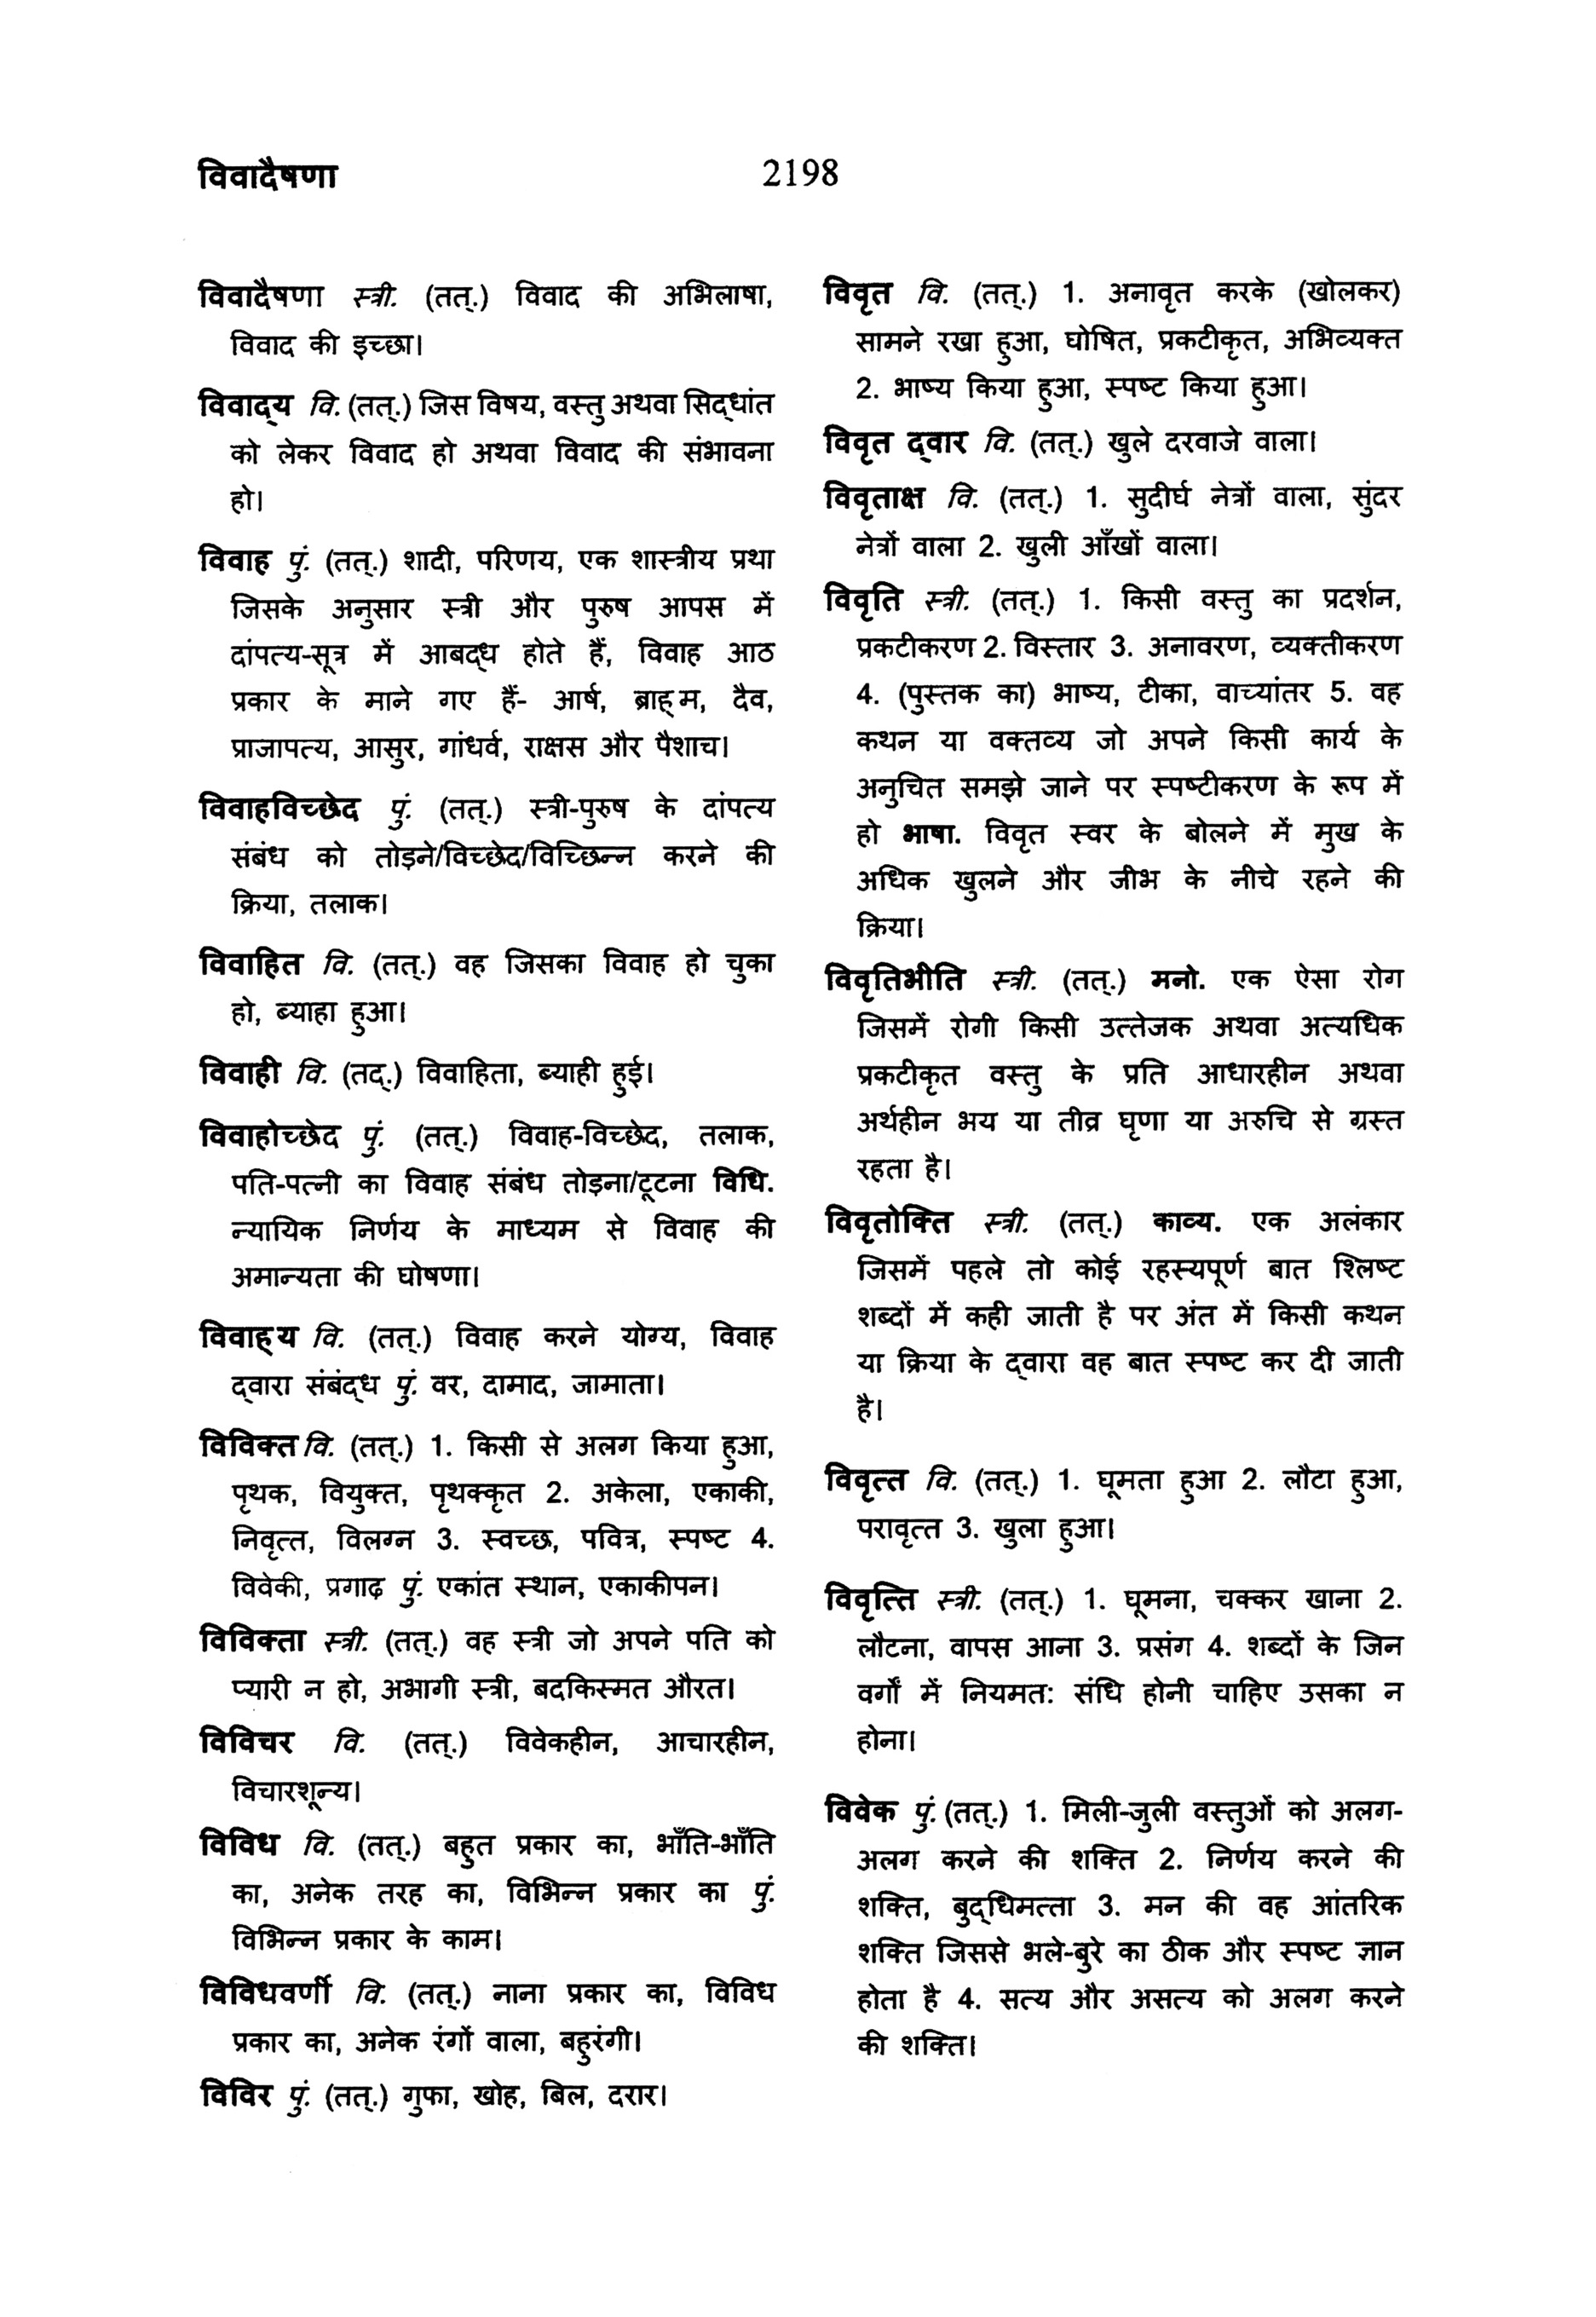 विवादैषणा
2198
विवादैषणा स्त्री. (तत्.) विवाद की अभिलाषा,
विवाद की इच्छा।
विवाद्‌य वि. (तत्.) जिस विषय, वस्तु अथवा सिद्‌धांत
को लेकर विवाद हो अथवा विवाद की संभावना
हो।
विवाह पुं. (तत्.) शादी, परिणय, एक शास्त्रीय प्रथा
जिसके अनुसार स्त्री और पुरुष आपस में
दांपत्य-सूत्र में आबद्‌ध होते हैं, विवाह आठ
प्रकार के माने गए हैं- आर्ष, ब्राह्‌म, दैव,
प्राजापत्य, आसुर, गांधर्व, राक्षस और पैशाच।
विवाहविच्छेद पुं. (तत्.) स्त्री-पुरुष के दांपत्य
संबंध को तोड़ने/विच्छेद/विच्छिन्न करने की
क्रिया, तलाक।
विवाहित वि. (तत्.) वह जिसका विवाह हो चुका
हो, ब्याहा हुआ।
विवाही वि. (तद्.) विवाहिता, ब्याही हुई।
विवाहोच्छेद पुं. (तत्.) विवाह-विच्छेद, तलाक,
पति-पत्नी का विवाह संबंध तोड़ना/टूटना विधि.
न्यायिक निर्णय के माध्यम से विवाह की
अमान्यता की घोषणा।
विवाह्‌य वि. (तत्.) विवाह करने योग्य, विवाह
द्‌वारा संबंद्‌ध पुं. वर, दामाद, जामाता।
विविक्त वि. (तत्.) 1. किसी से अलग किया हुआ,
पृथक, वियुक्त, पृथक्कृत 2. अकेला, एकाकी,
निवृत्त, विलग्न 3. स्वच्छ, पवित्र, स्पष्ट 4.
विवेकी, प्रगाढ़ पुं. एकांत स्थान, एकाकीपन।
विविक्ता स्त्री. (तत्.) वह स्त्री जो अपने पति को
प्यारी न हो, अभागी स्त्री, बदकिस्मत औरत।
विविचर वि. (तत्.) विवेकहीन, आचारहीन,
विचारशून्य।
विविध वि. (तत्.) बहुत प्रकार का, भाँति-भाँति
का, अनेक तरह का, विभिन्न प्रकार का पुं.
विभिन्न प्रकार के काम।
विविधवर्णी वि. (तत्.) नाना प्रकार का, विविध
प्रकार का, अनेक रंगों वाला, बहुरंगी।
विविर पुं. (तत्.) गुफा, खोह, बिल, दरार।
विवृत वि. (तत्.) 1. अनावृत करके (खोलकर)
सामने रखा हुआ, घोषित, प्रकटीकृत, अभिव्यक्त
2. भाष्य किया हुआ, स्पष्ट किया हुआ।
विवृत द्‌वार वि. (तत्.) खुले दरवाजे वाला।
विवृताक्ष वि. (तत्.) 1. सुदीर्घ नेत्रों वाला, सुंदर
नेत्रों वाला 2. खुली आँखों वाला।
विवृति स्त्री. (तत्.) 1. किसी वस्तु का प्रदर्शन,
प्रकटीकरण 2. विस्तार 3. अनावरण, व्यक्तीकरण
4. (पुस्तक का) भाष्य, टीका, वाच्यांतर 5. वह
कथन या वक्तव्य जो अपने किसी कार्य के
अनुचित समझे जाने पर स्पष्टीकरण के रूप में
हो भाषा. विवृत स्वर के बोलने में मुख के
अधिक खुलने और जीभ के नीचे रहने की
क्रिया।
विवृतिभीति स्त्री. (तत्.) मनो. एक ऐसा रोग
जिसमें रोगी किसी उत्तेजक अथवा अत्यधिक
प्रकटीकृत वस्तु के प्रति आधारहीन अथवा
अर्थहीन भय या तीव्र घृणा या अरुचि से ग्रस्त
रहता है।
विवृतोक्ति स्त्री. (तत्.) काव्य. एक अलंकार
जिसमें पहले तो कोई रहस्यपूर्ण बात श्लिष्ट
शब्दों में कही जाती है पर अंत में किसी कथन
या क्रिया के द्‌वारा वह बात स्पष्ट कर दी जाती
है।
विवृत्त वि. (तत्.) 1. घूमता हुआ 2. लौटा हुआ,
परावृत्त 3. खुला हुआ।
विवृत्ति स्त्री. (तत्.) 1. घूमना, चक्कर खाना 2.
लौटना, वापस आना 3. प्रसंग 4. शब्दों के जिन
वर्गों में नियमत: संधि होनी चाहिए उसका न
होना।
विवेक पुं. (तत्.) 1. मिली-जुली वस्तुओं को अलग-
अलग करने की शक्ति 2. निर्णय करने की
शक्ति, बुद्‌धिमत्ता 3. मन की वह आंतरिक
शक्ति जिससे भले-बुरे का ठीक और स्पष्ट ज्ञान
होता है 4. सत्य और असत्य को अलग करने
की शक्ति।